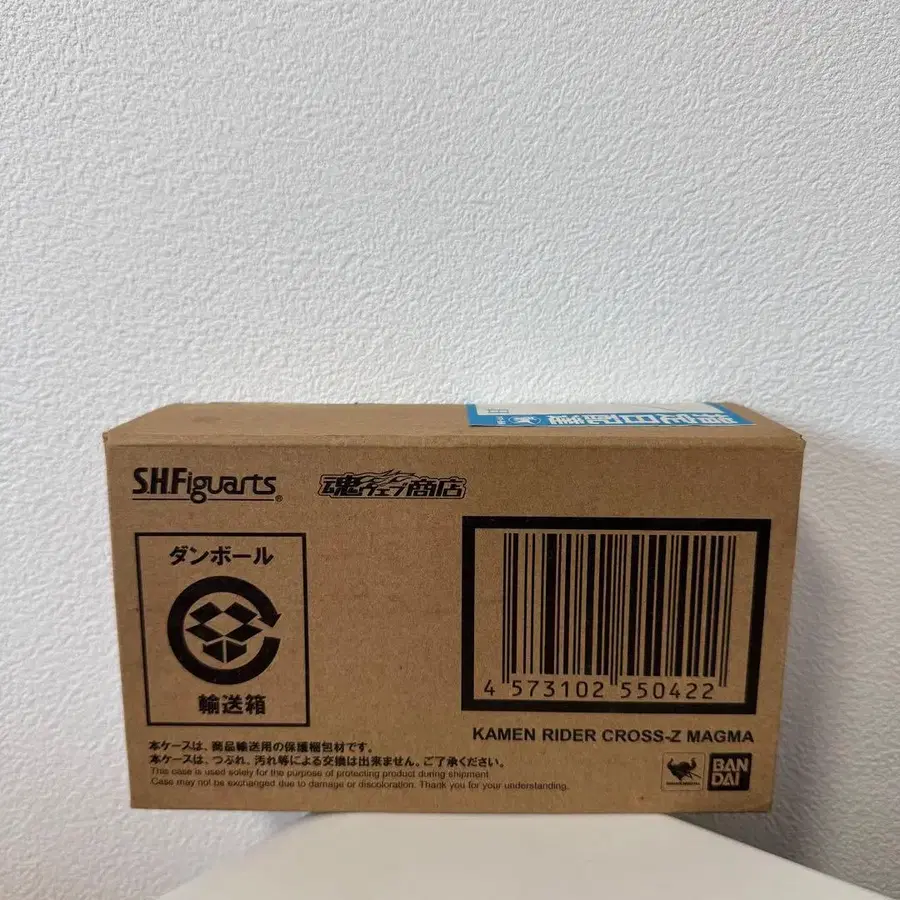 S.H.Figuarts®
魂ウェブ商店
ダンボール
輸送箱
4 573102 550422
KAMEN RIDER CROSS-Z MAGMA
本ケースは、商品輸送用の保護梱包材です。
本ケースは、つぶれ、汚れ等による交換は出来ません。ご了承ください。
This case is used solely for the purpose of protecting product during shipment.
Case may not be exchanged due to damage or discoloration. Thank you for your understanding.
BAN
DAI